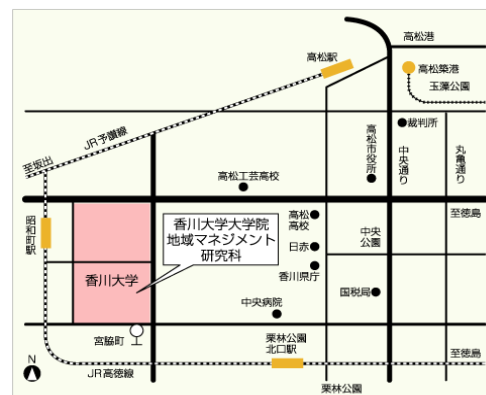 高松港
高松駅
高松築港
玉藻公園
JR予讃線
裁判所
高松
市役所
中央通り
丸亀通り
至坂出
高松工芸高校
昭和町駅
香川大学大学院
地域マネジメント
研究科
高松
高校
至徳島
日赤
中央
公園
香川県庁
香川大学
国税局
中央病院
宮脇町
栗林公園
北口駅
至徳島
N
JR高徳線
栗林公園